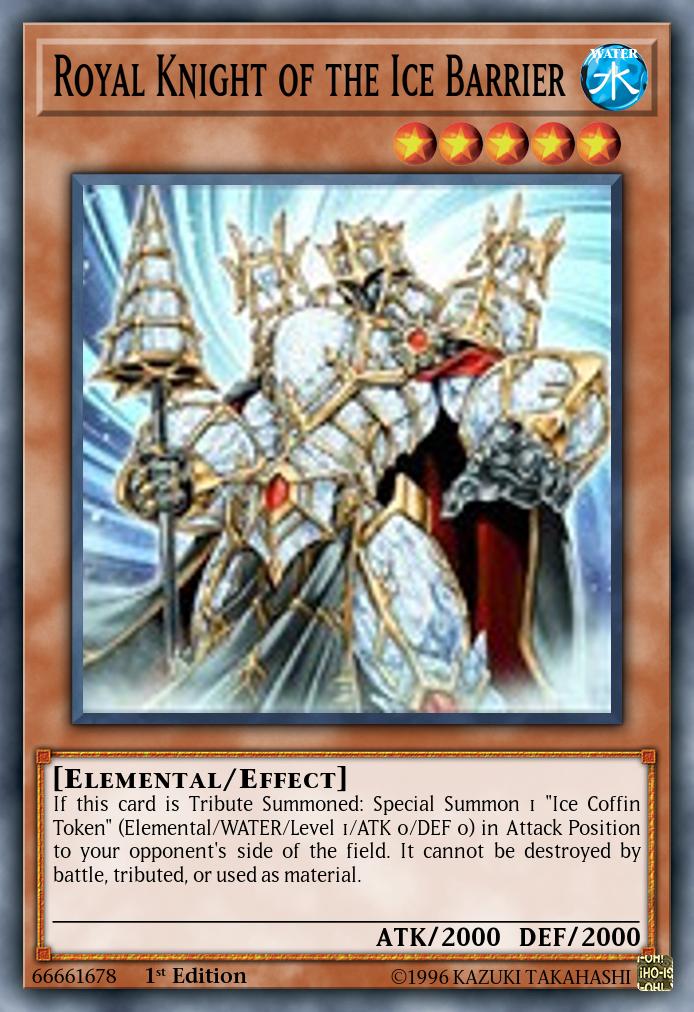 ROYAL KNIGHT OF THE ICE BARRIER
WATER
水
[ELEMENTAL/EFFECT]
If this card is Tribute Summoned: Special Summon 1 "Ice Coffin
Token" (Elemental/WATER/Level 1/ATK 0/DEF 0) in Attack Position
to your opponent's side of the field. It cannot be destroyed by
battle, tributed, or used as material.
ATK/2000 DEF/2000
66661678 1st Edition ©1996 KAZUKI TAKAHASHI